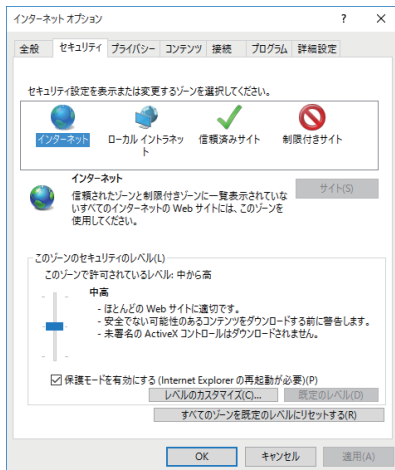 インターネット オプション ? ×
全般 セキュリティ プライバシー コンテンツ 接続 プログラム 詳細設定
セキュリティ設定を表示または変更するゾーンを選択してください。
インターネット ローカル イントラネット 信頼済みサイト 制限付きサイト
インターネット
信頼されたゾーンと制限付きゾーンに一覧表示されていな
いすべてのインターネットの Web サイトには、このゾーンを
使用してください。
サイト(S)
このゾーンのセキュリティのレベル(L)
このゾーンで許可されているレベル: 中から高
中高
- ほとんどの Web サイトに適切です。
- 安全でない可能性のあるコンテンツをダウンロードする前に警告します。
- 未署名の ActiveX コントロールはダウンロードされません。
保護モードを有効にする (Internet Explorer の再起動が必要)(P)
レベルのカスタマイズ(C)... 既定のレベル(D)
すべてのゾーンを既定のレベルにリセットする(R)
OK キャンセル 適用(A)